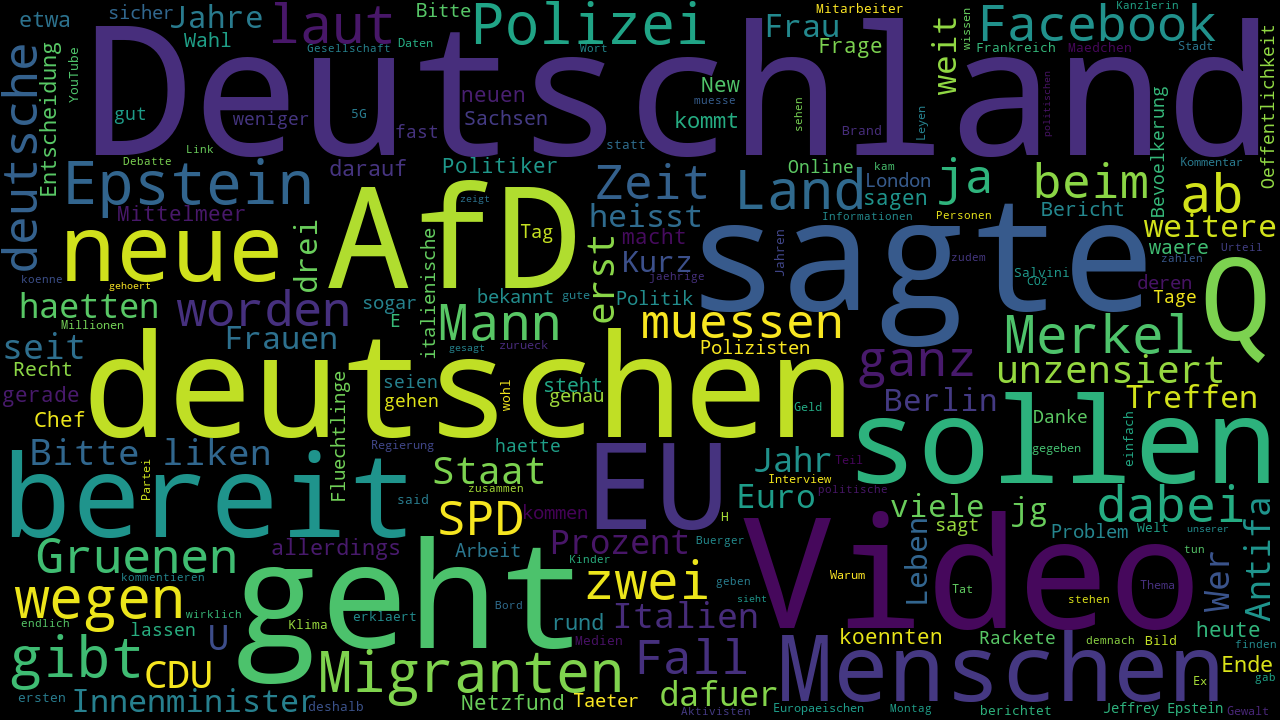 etwa
sicher
Jahre
laut
Bitte
Polizei
Frau
Mitarbeiter
Kanzlerin
Facebook
Wahl
Gesellschaft
Daten
Wort
Frage
weit
wissen
Frankreich
Maedchen
Stadt
Oeffentlichkeit
deutsche
Entscheidung
YouTube
Deutschland
gut
weniger
5G
fast
neuen
Sachsen
New
muesse
kommt
sehen
Brand
Leyen
politischen
Debatte
Link
statt
Epstein
darauf
Politiker
Zeit
Land
Online
kam
London
sagen
ja
beim
Bevoelkerung
Kommentar
ab
Mittelmeer
AfD
zeigt
Tag
heisst
Informationen
Personen
Bericht
weitere
neue
drei
italienische
erst
macht
Kurz
jaehrige
sagte
Jahren
zudem
Salvini
CO2
waere
deren
Urteil
zahlen
Q
koenne
gehoert
haetten
Millionen
worden
sogar
E
bekannt
gute
Politik
Tage
Mann
muessen
Merkel
seit
Frauen
gesagt
zurueck
Polizisten
ganz
unzensiert
Recht
gerade
Chef
deutschen
Fluechtlinge
seien
gehen
wohl
steht
genau
Geld
Berlin
Treffen
Danke
gegeben
einfach
sollen
Bitte liken
Partei
Regierung
haette
Staat
zusammen
EU
Jahr
Teil
Interview
politische
Euro
bereit
said
SPD
kommen
H
viele
jg
dabei
Antifa
Gruenen
allerdings
Arbeit
Prozent
Buerger
Video
Leben
sagt
Problem
Welt
unserer
tun
Wer
kommentieren
geht
Kinder
zwei
geben
sieht
Warum
Tat
stehen
Thema
wegen
endlich
wirklich
lassen
U
Klima
erklaert
Bord
rund
Italien
koennten
Rackete
demnach
Bild
heute
finden
gibt
CDU
Migranten
Medien
Fall
Menschen
Ende
Ex
gab
ersten
Innenminister
deshalb
Netzfund
Taeter
dafuer
Aktivisten
Europaeischen
Montag
berichtet
Jeffrey Epstein
Gewalt